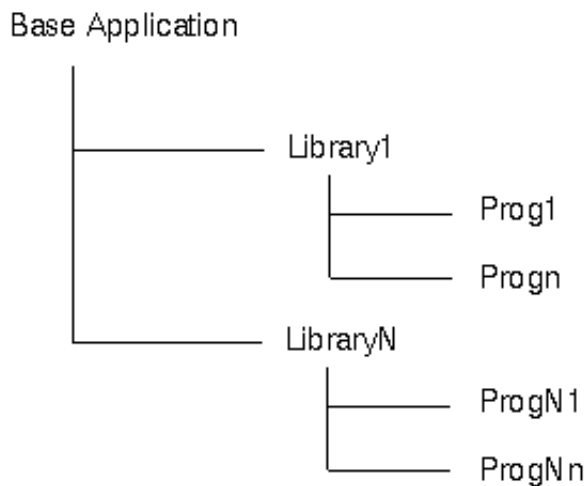 Base Application
Library1
Prog1
Progn
LibraryN
ProgN1
ProgNn